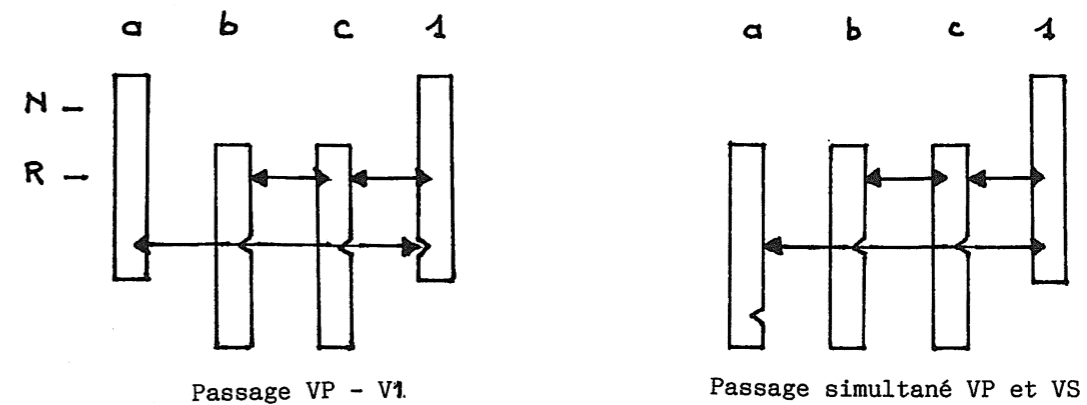 a b c 1 a b c 1
N –
R –
Passage VP – V1. Passage simultané VP et VS